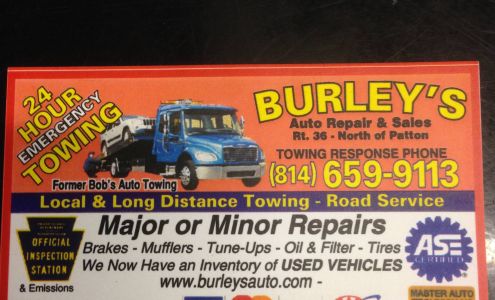 24
HOUR
EMERGENCY
TOWING
BURLEY'S
Auto Repair & Sales
Rt. 36 - North of Patton
TOWING RESPONSE PHONE
(814) 659-9113
Former Bob's Auto Towing
Local & Long Distance Towing - Road Service
OFFICIAL
INSPECTION
STATION
& Emissions
Major or Minor Repairs
Brakes - Mufflers - Tune-Ups - Oil & Filter - Tires
We Now Have an Inventory of USED VEHICLES
www.burleysauto.com -
ASE
CERTIFIED
MASTER AUTO